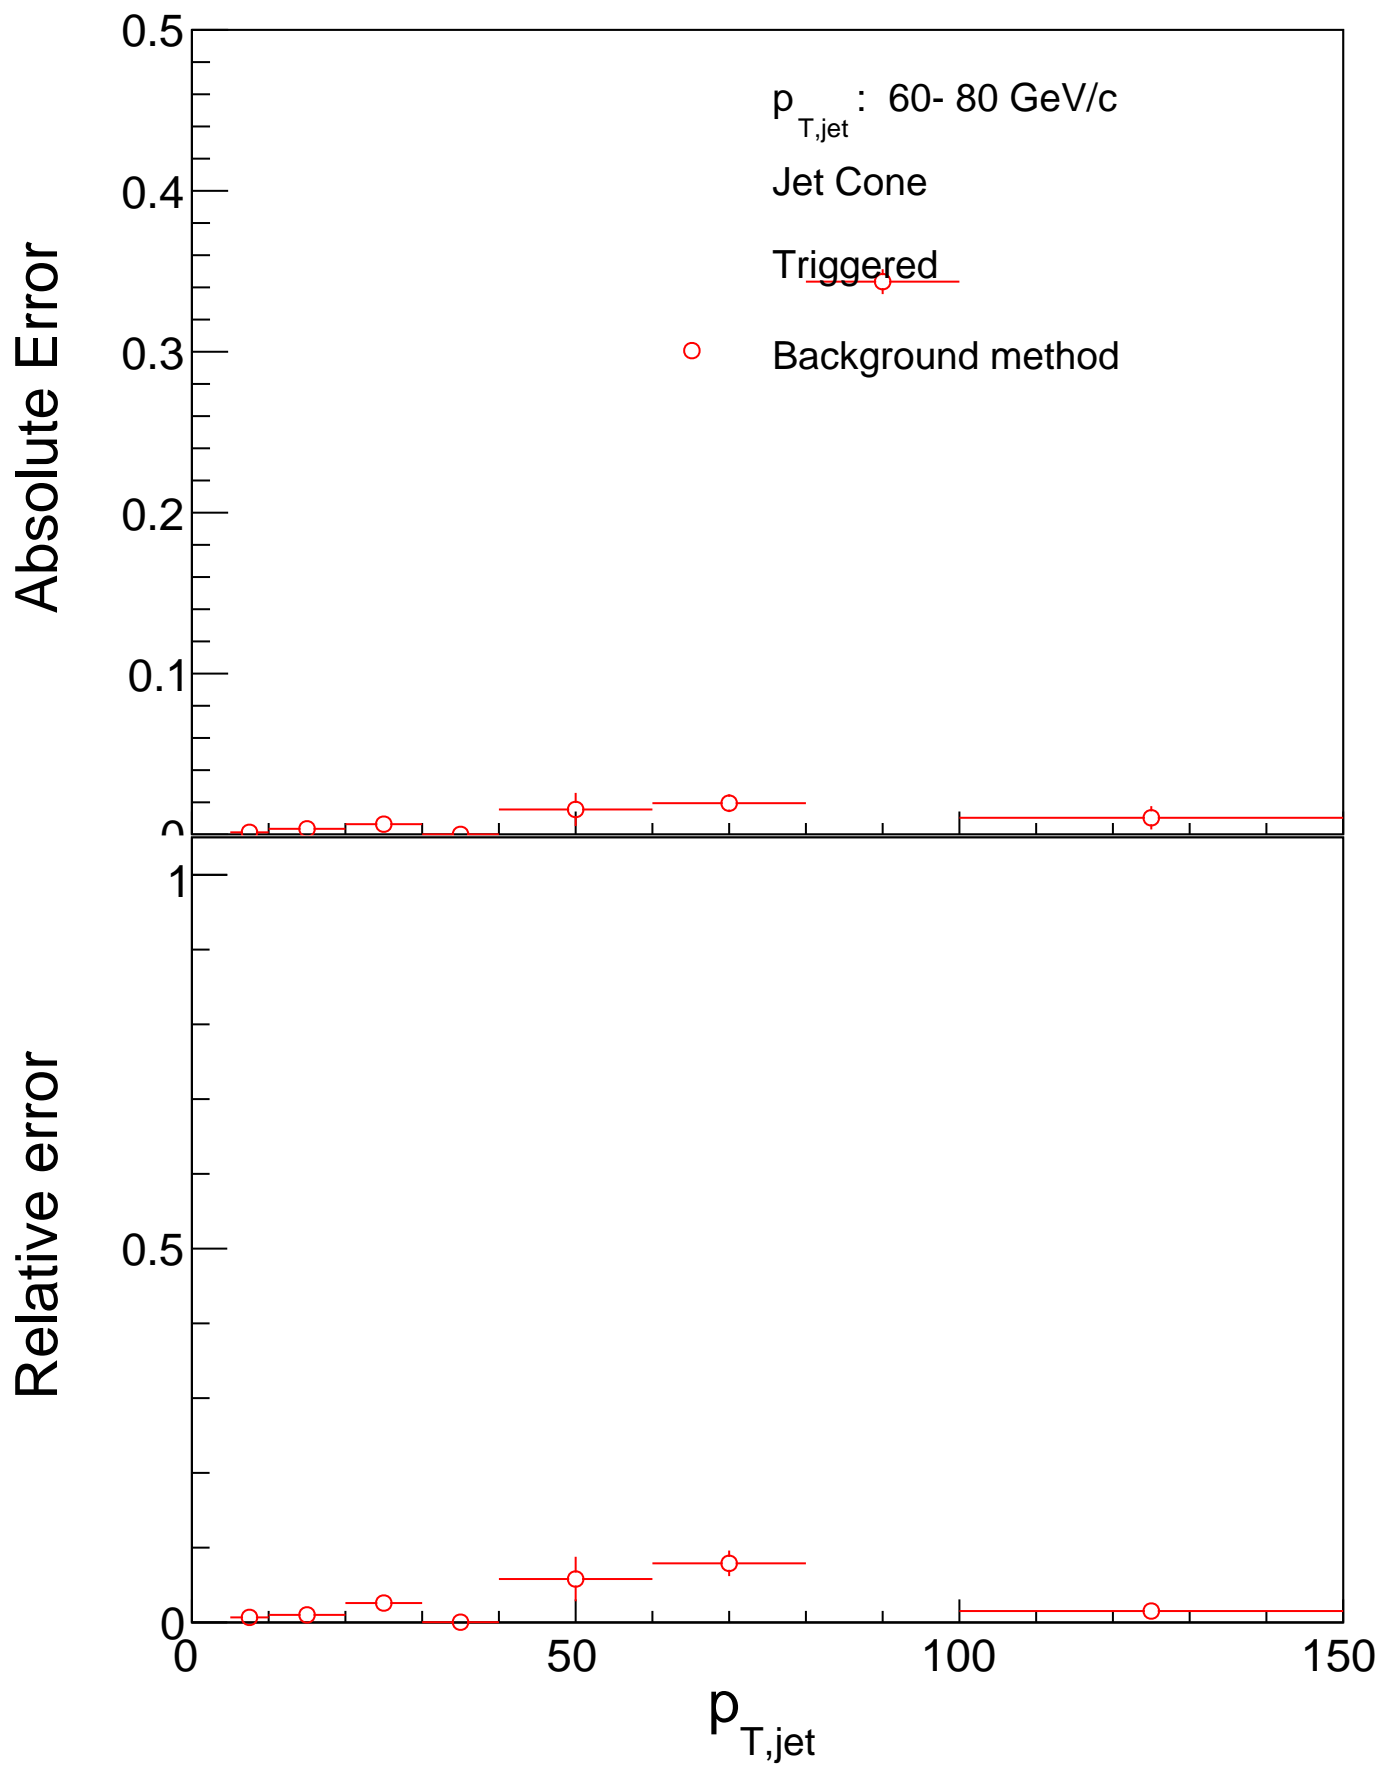 0.5
p T,jet : 60- 80 GeV/c
Jet Cone
0.4
Triggered
0.3
Background method
0.2
0.1
0
Absolute Error
1
0.5
0
Relative error
0 50 100 150
p T,jet